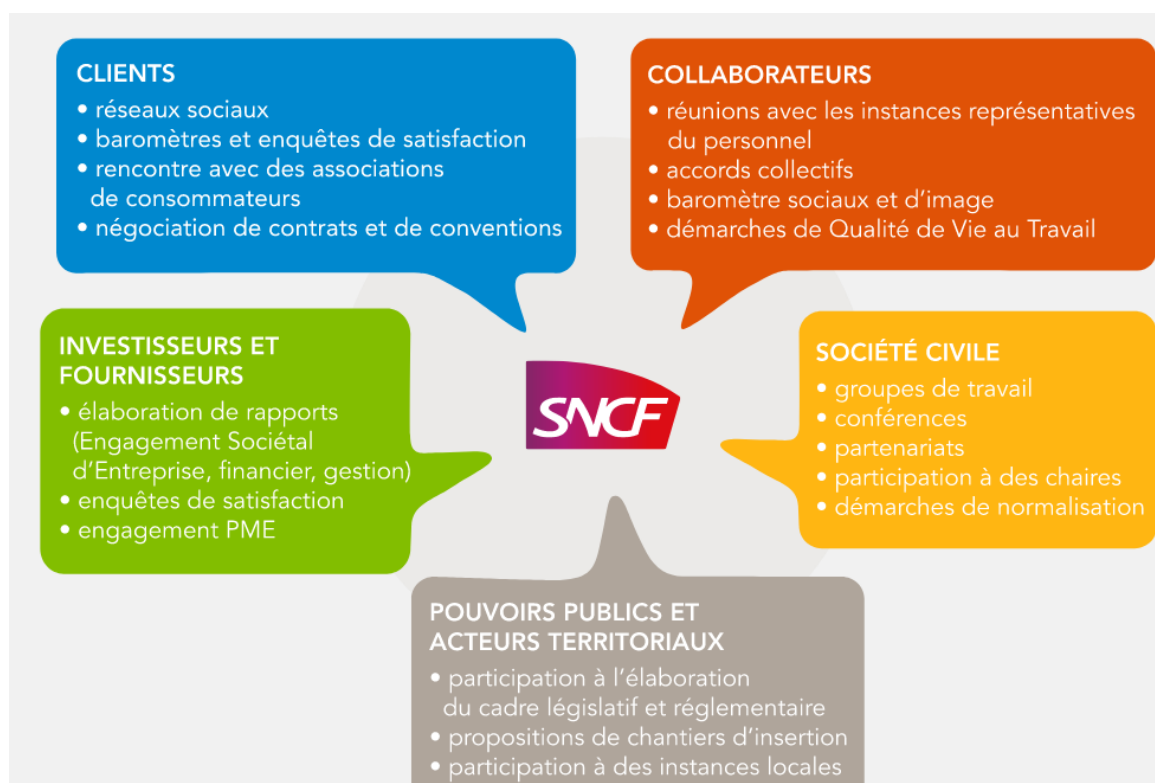 CLIENTS
• réseaux sociaux
• baromètres et enquêtes de satisfaction
• rencontre avec des associations
de consommateurs
• négociation de contrats et de conventions
COLLABORATEURS
• réunions avec les instances représentatives
du personnel
• accords collectifs
• baromètre sociaux et d'image
• démarches de Qualité de Vie au Travail
INVESTISSEURS ET
FOURNISSEURS
• élaboration de rapports
(Engagement Sociétal
d'Entreprise, financier, gestion)
• enquêtes de satisfaction
• engagement PME
SNCF
SOCIÉTÉ CIVILE
• groupes de travail
• conférences
• partenariats
• participation à des chaires
• démarches de normalisation
POUVOIRS PUBLICS ET
ACTEURS TERRITORIAUX
• participation à l'élaboration
du cadre législatif et réglementaire
• propositions de chantiers d'insertion
• participation à des instances locales